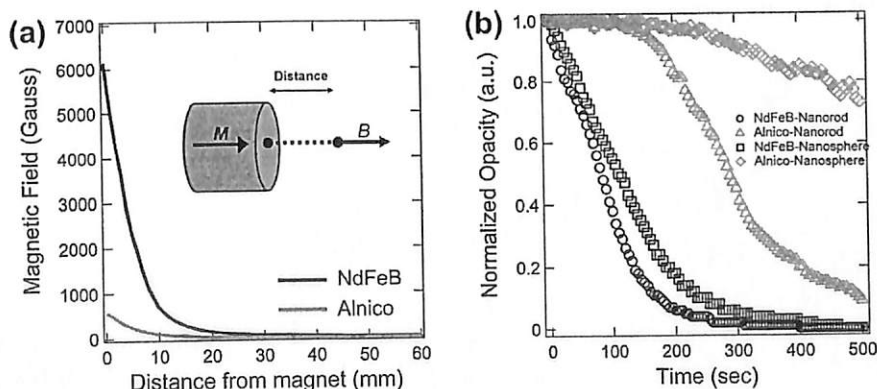 (a)
7000
6000
5000
4000
3000
2000
1000
0
Magnetic Field (Gauss)
Distance
M
B
NdFeB
Alnico
0 10 20 30 40 50 60
Distance from magnet (mm)
(b)
1.0
0.8
0.6
0.4
0.2
0
Normalized Opacity (a.u.)
NdFeB-Nanorod
Alnico-Nanorod
NdFeB-Nanosphere
Alnico-Nanosphere
0 100 200 300 400 500
Time (sec)